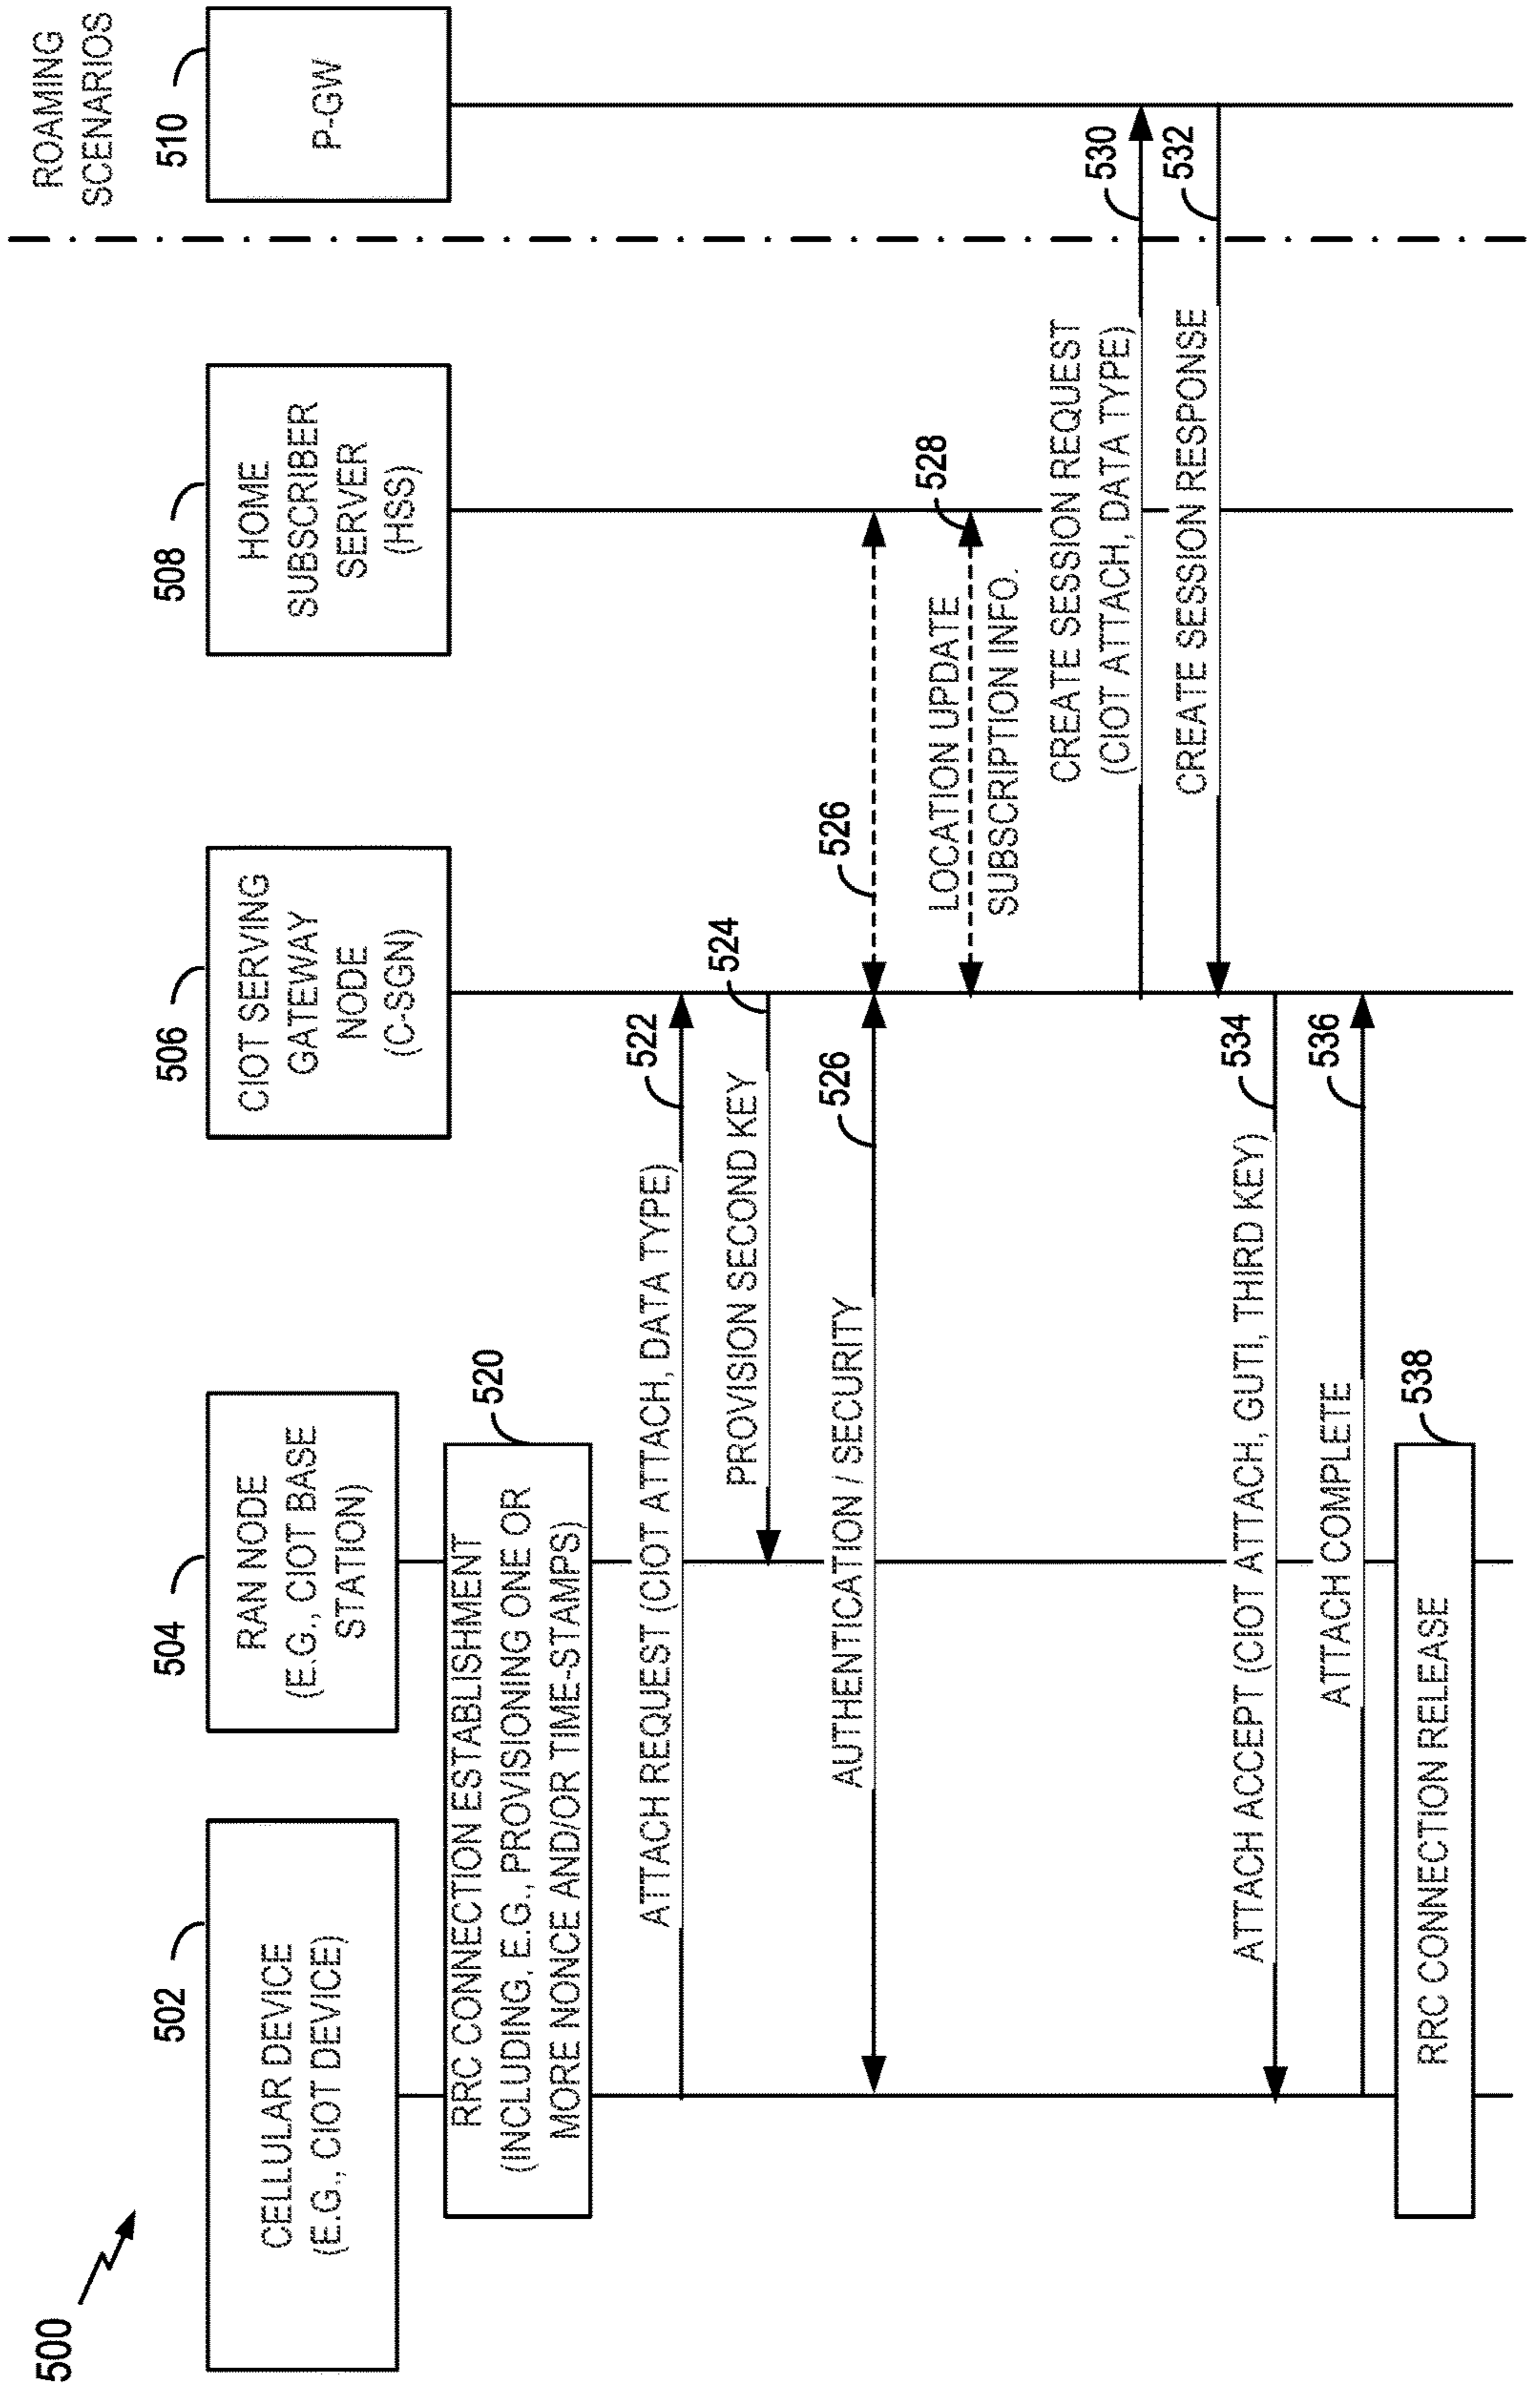 500
ROAMING
SCENARIOS
502
CELLULAR DEVICE
(E.G., CIOT DEVICE)
504
RAN NODE
(E.G., CIOT BASE
STATION)
506
CIOT SERVING
GATEWAY
NODE
(C-SGN)
508
HOME
SUBSCRIBER
SERVER
(HSS)
510
P-GW
520
RRC CONNECTION ESTABLISHMENT
(INCLUDING, E.G., PROVISIONING ONE OR
MORE NONCE AND/OR TIME-STAMPS)
ATTACH REQUEST (CIOT ATTACH, DATA TYPE)
522
PROVISION SECOND KEY
524
AUTHENTICATION / SECURITY
526
526
LOCATION UPDATE
528
SUBSCRIPTION INFO.
CREATE SESSION REQUEST
(CIOT ATTACH, DATA TYPE)
530
CREATE SESSION RESPONSE
532
ATTACH ACCEPT (CIOT ATTACH, GUTI, THIRD KEY)
534
ATTACH COMPLETE
536
RRC CONNECTION RELEASE
538